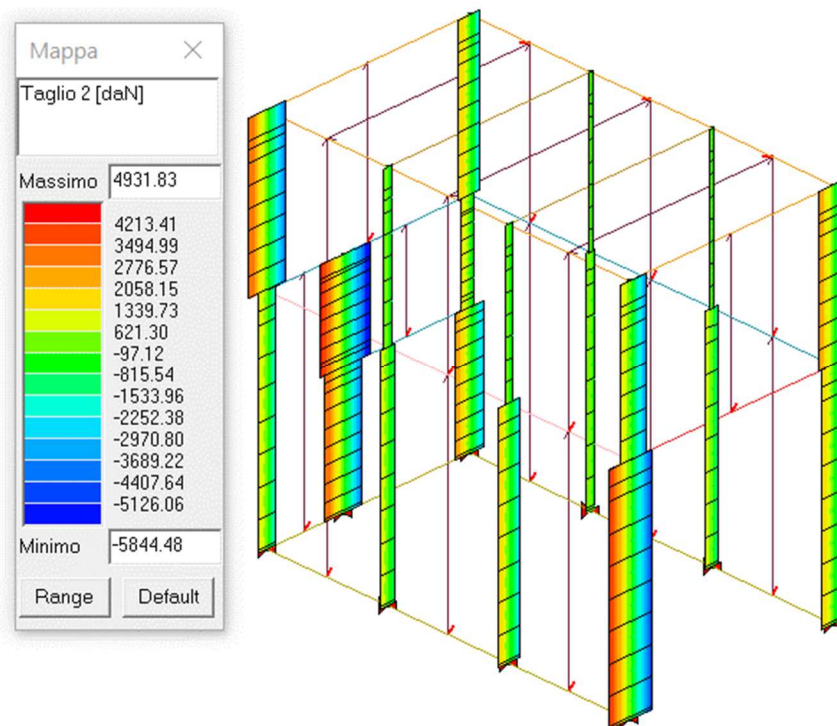 Mappa
Taglio 2 [daN]
Massimo 4931.83
4213.41
3494.99
2776.57
2058.15
1339.73
621.30
-97.12
-815.54
-1533.96
-2252.38
-2970.80
-3689.22
-4407.64
-5126.06
Minimo -5844.48
Range Default